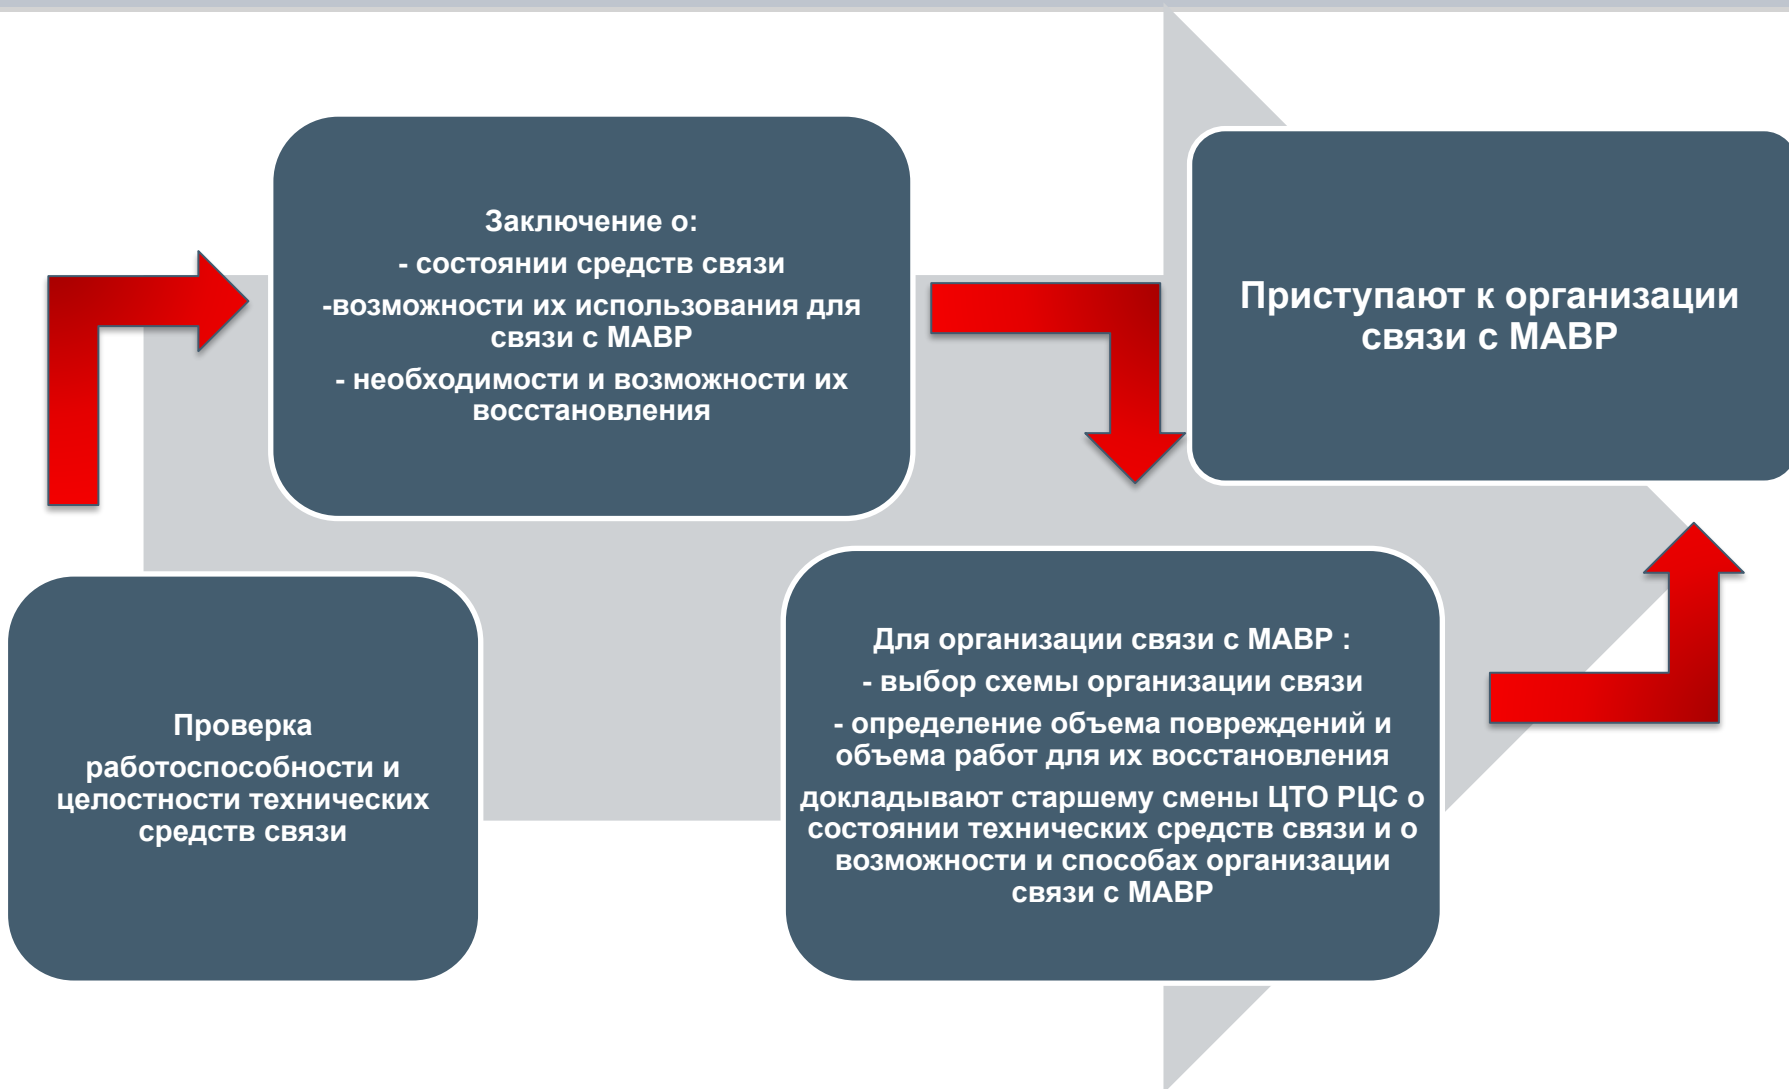 Проверка
работоспособности и
целостности технических
средств связи
Заключение о:
- состоянии средств связи
-возможности их использования для
связи с МАВР
- необходимости и возможности их
восстановления
Для организации связи с МАВР :
- выбор схемы организации связи
- определение объема повреждений и
объема работ для их восстановления
докладывают старшему смены ЦТО РЦС о
состоянии технических средств связи и о
возможности и способах организации
связи с МАВР
Приступают к организации
связи с МАВР